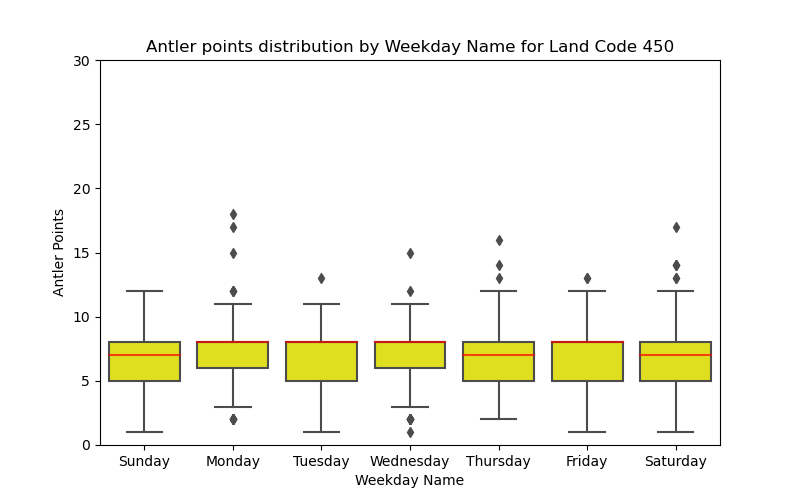 Antler points distribution by Weekday Name for Land Code 450
30
25
20
15
10
5
0
Antler Points
Sunday Monday Tuesday Wednesday Thursday Friday Saturday
Weekday Name